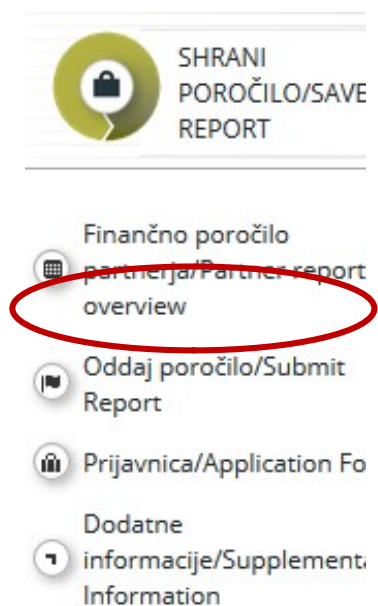 SHRANI
POROČILO/SAVE
REPORT
Finančno poročilo
partnerja/Partner report
overview
Oddaj poročilo/Submit
Report
Prijavnica/Application Fo
Dodatne
informacije/Supplementa
Information